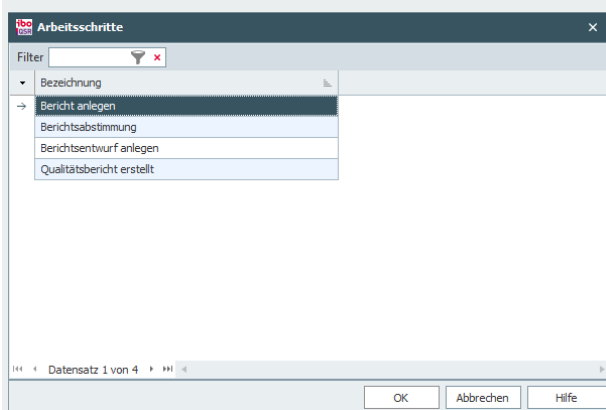 ibo QSR Arbeitsschritte
Filter
Bezeichnung
Bericht anlegen
Berichtsabstimmung
Berichtsentwurf anlegen
Qualitätsbericht erstellt
Datensatz 1 von 4
OK Abbrechen Hilfe